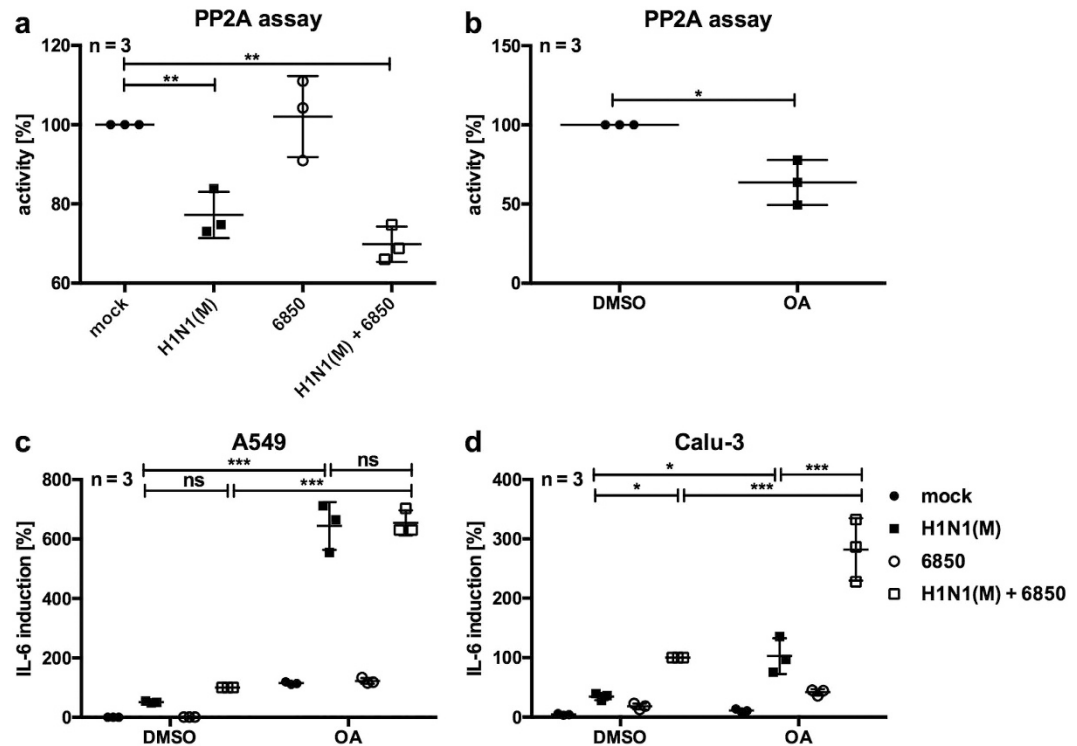 a
PP2A assay
n = 3
**
**
activity [%]
120
100
80
60
mock
H1N1(M)
6850
H1N1(M) + 6850
b
PP2A assay
n = 3
*
activity [%]
150
100
50
0
DMSO
OA
c
A549
n = 3
***
ns
ns
***
IL-6 induction [%]
800
600
400
200
0
DMSO
OA
d
Calu-3
n = 3
*
***
*
***
IL-6 induction [%]
400
300
200
100
0
DMSO
OA
mock
H1N1(M)
6850
H1N1(M) + 6850